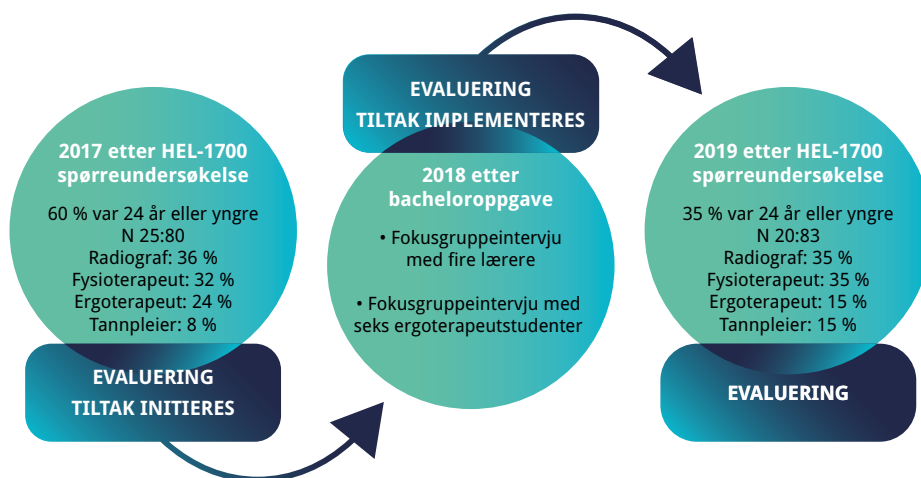 2017 etter HEL-1700
spørreundersøkelse
60 % var 24 år eller yngre
N 25:80
Radiograf: 36 %
Fysioterapeut: 32 %
Ergoterapeut: 24 %
Tannpleier: 8 %
EVALUERING
TILTAK INITIERES
EVALUERING
TILTAK IMPLEMENTERES
2018 etter
bacheloroppgave
• Fokusgruppeintervju
med fire lærere
• Fokusgruppeintervju med
seks ergoterapeutstudenter
2019 etter HEL-1700
spørreundersøkelse
35 % var 24 år eller yngre
N 20:83
Radiograf: 35 %
Fysioterapeut: 35 %
Ergoterapeut: 15 %
Tannpleier: 15 %
EVALUERING